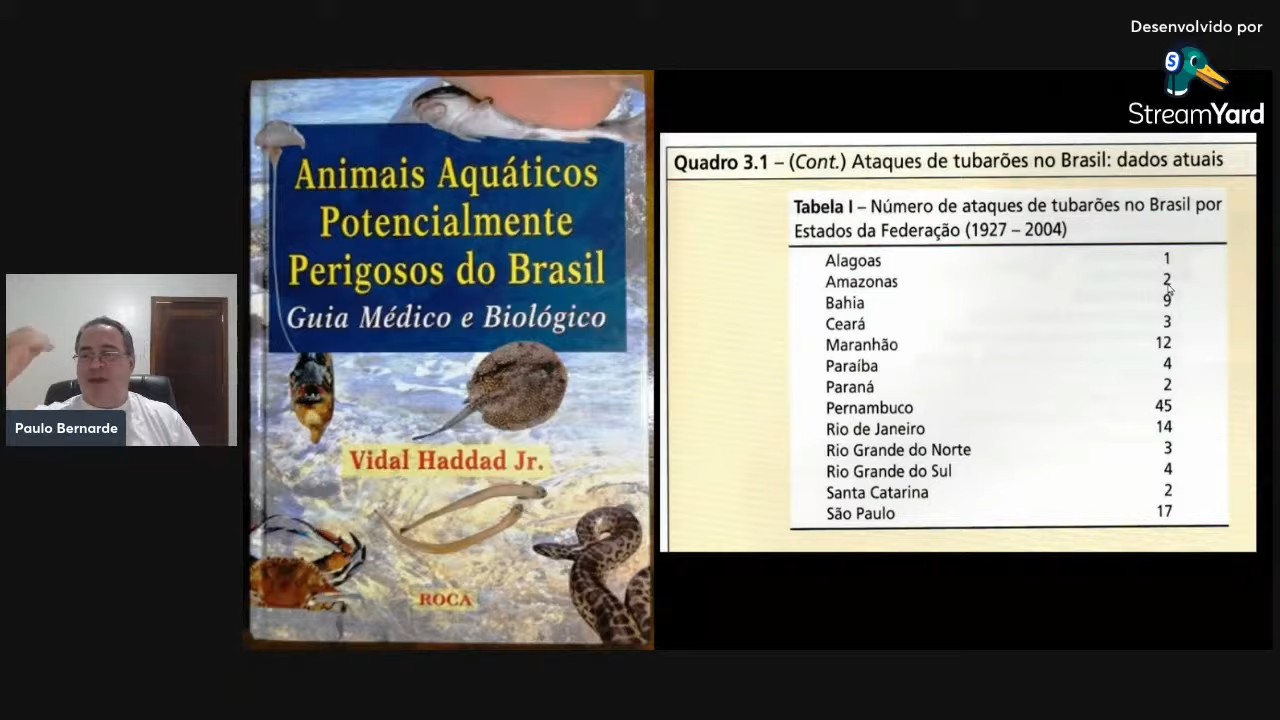 Desenvolvido por
StreamYard
Animais Aquáticos
Potencialmente
Perigosos do Brasil
Guia Médico e Biológico
Vidal Haddad Jr.
ROCA
Quadro 3.1 – (Cont.) Ataques de tubarões no Brasil: dados atuais
Tabela I – Número de ataques de tubarões no Brasil por
Estados da Federação (1927 – 2004)
Alagoas 1
Amazonas 2
Bahia 9
Ceará 3
Maranhão 12
Paraíba 4
Paraná 2
Pernambuco 45
Rio de Janeiro 14
Rio Grande do Norte 3
Rio Grande do Sul 4
Santa Catarina 2
São Paulo 17
Paulo Bernarde